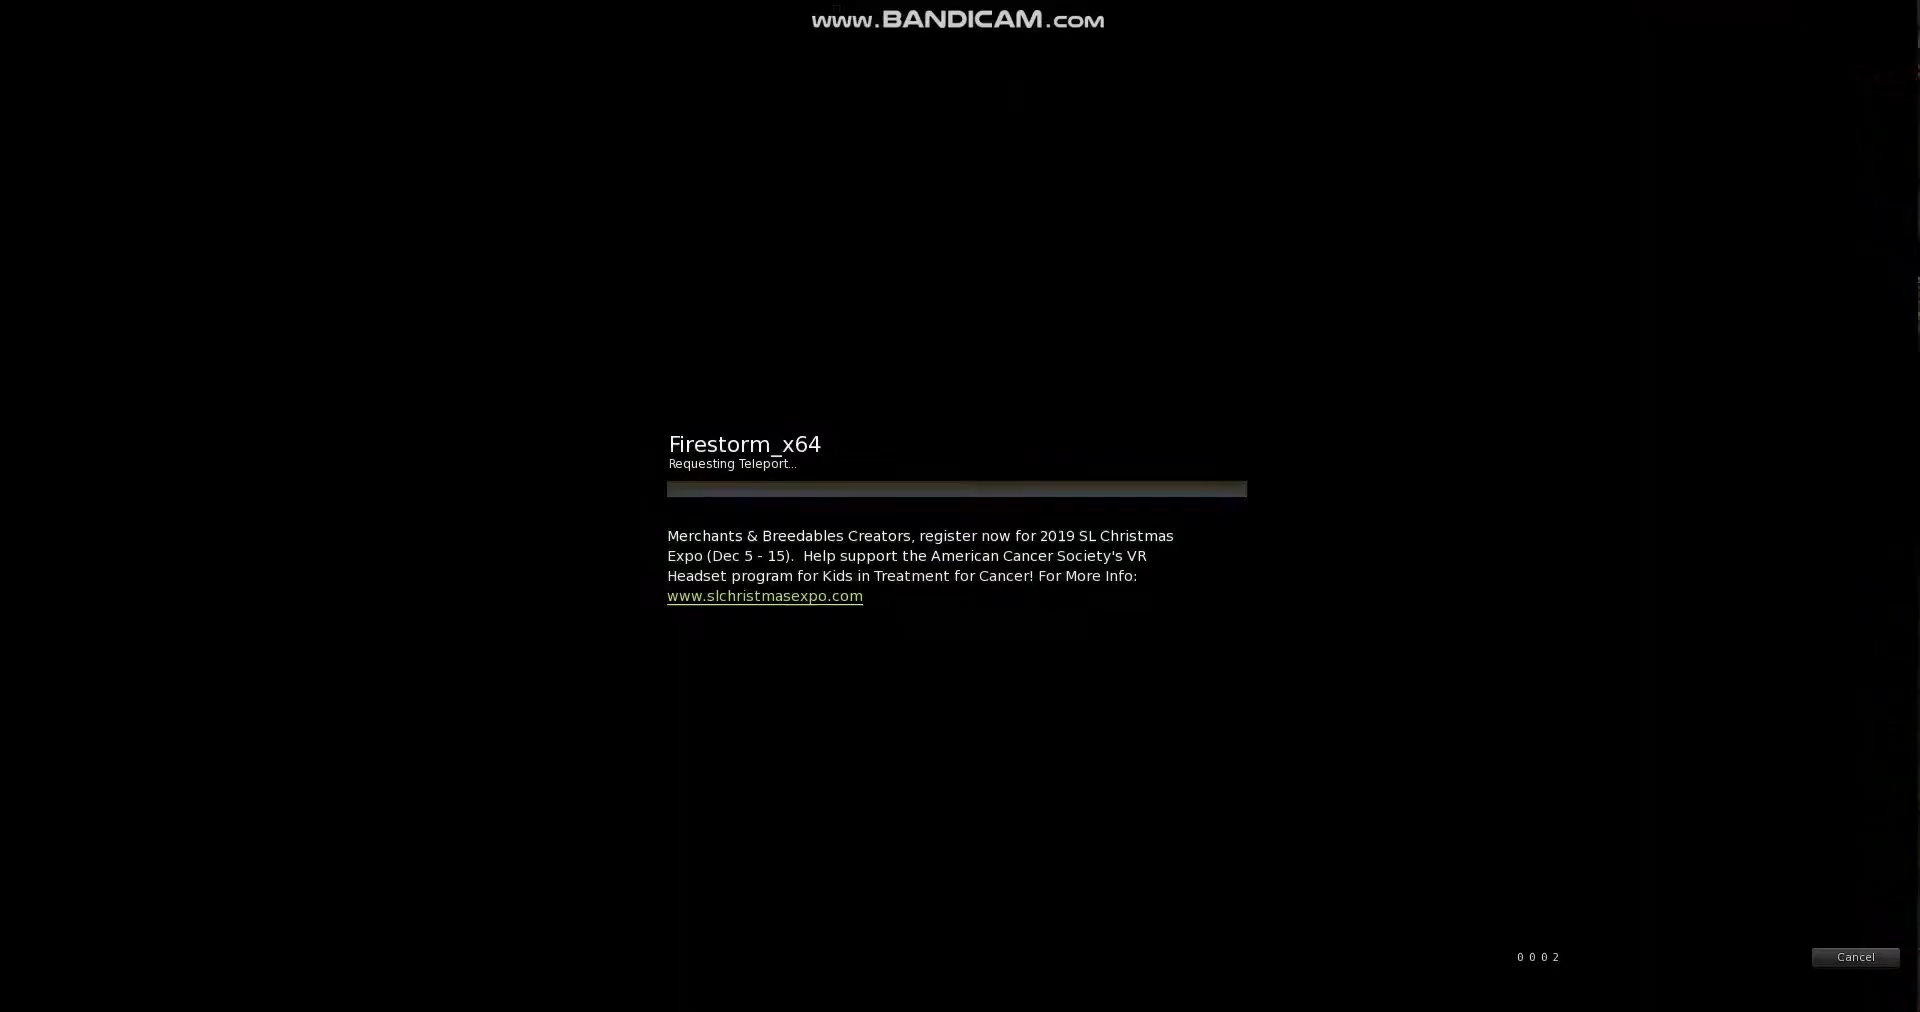 www.BANDICAM.COM
Firestorm_x64
Requesting Teleport...
Merchants & Breedables Creators, register now for 2019 SL Christmas
Expo (Dec 5 - 15).  Help support the American Cancer Society's VR
Headset program for Kids in Treatment for Cancer! For More Info:
www.slchristmasexpo.com
0 0 0 2
Cancel